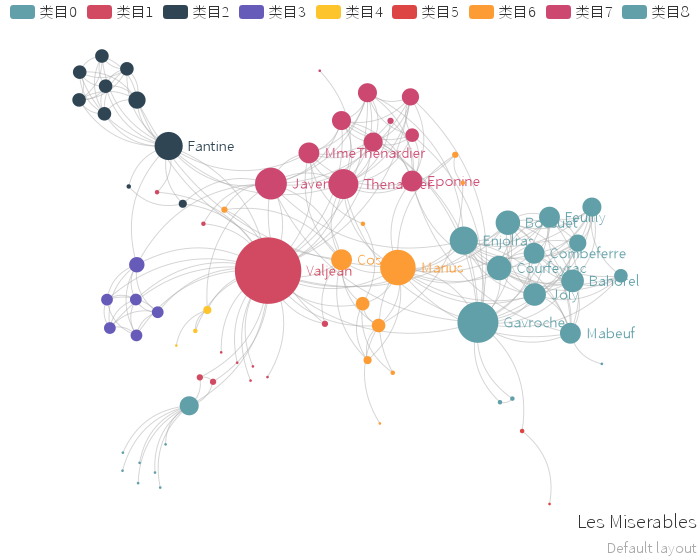 类目0 类目1 类目2 类目3 类目4 类目5 类目6 类目7 类目8
Fantine
MmeThenardier
Javert Thenardier Eponine
Feuilly
Bossuet
Enjolras
Combeferre
Valjean Cosette Marius Courfeyrac
Bahorel
Joly
Gavroche
Mabeuf
Les Miserables
Default layout